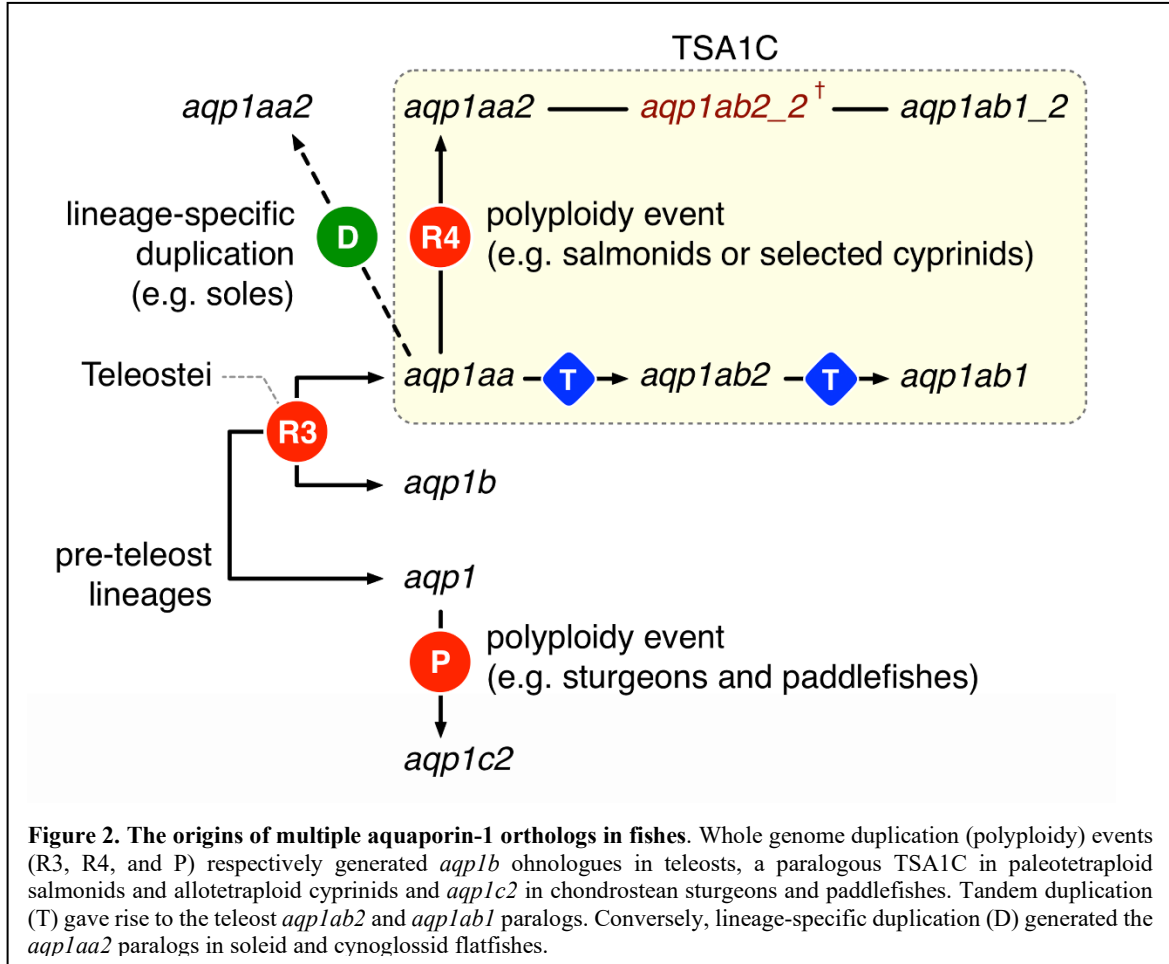 TSA1C
aqp1aa2
aqp1aa2
aqp1ab2_2†
aqp1ab1_2
lineage-specific
duplication
(e.g. soles)
D
R4
polyploidy event
(e.g. salmonids or selected cyprinids)
Teleostei
aqp1aa
T
aqp1ab2
T
aqp1ab1
R3
aqp1b
pre-teleost
lineages
aqp1
P
polyploidy event
(e.g. sturgeons and paddlefishes)
aqp1c2
Figure 2. The origins of multiple aquaporin-1 orthologs in fishes. Whole genome duplication (polyploidy) events
(R3, R4, and P) respectively generated aqp1b ohnologues in teleosts, a paralogous TSA1C in paleotetraploid
salmonids and allotetraploid cyprinids and aqp1c2 in chondrostean sturgeons and paddlefishes. Tandem duplication
(T) gave rise to the teleost aqp1ab2 and aqp1ab1 paralogs. Conversely, lineage-specific duplication (D) generated the
aqp1aa2 paralogs in soleid and cynoglossid flatfishes.